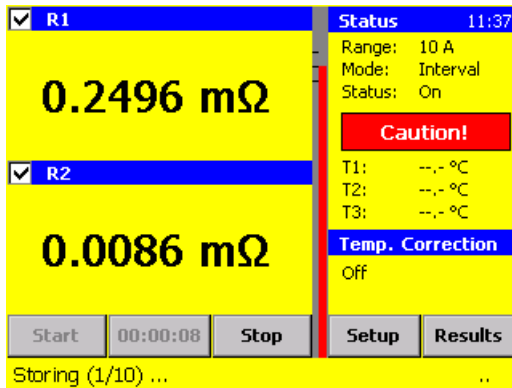 R1
0.2496 mΩ
R2
0.0086 mΩ
Start 00:00:08 Stop
Status 11:37
Range: 10 A
Mode: Interval
Status: On
Caution!
T1: --.- °C
T2: --.- °C
T3: --.- °C
Temp. Correction
Off
Setup Results
Storing (1/10) ... ..